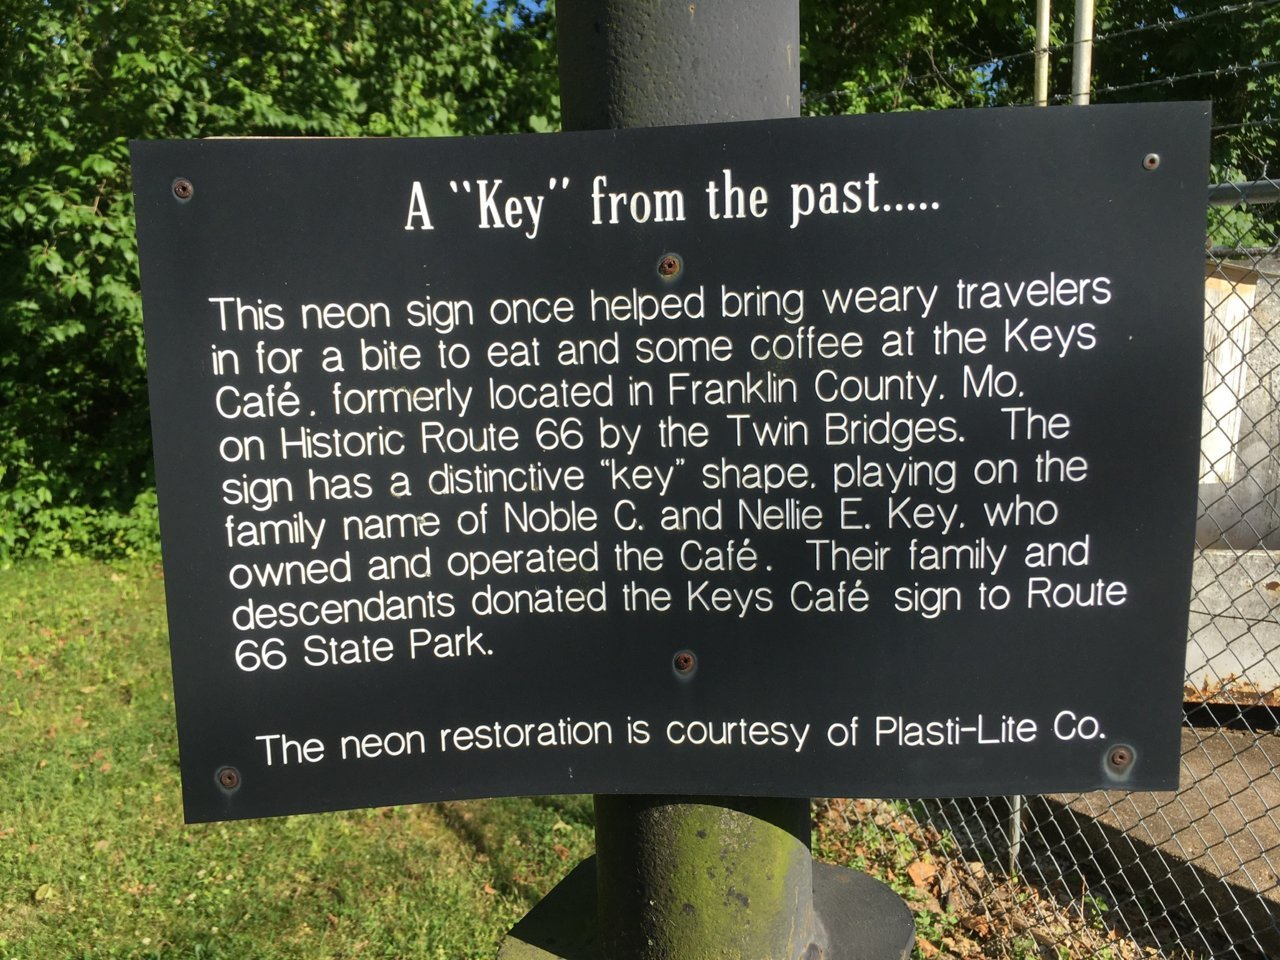 A "Key" from the past.....
This neon sign once helped bring weary travelers
in for a bite to eat and some coffee at the Keys
Café, formerly located in Franklin County, Mo.
on Historic Route 66 by the Twin Bridges. The
sign has a distinctive "key" shape, playing on the
family name of Noble C. and Nellie E. Key, who
owned and operated the Café. Their family and
descendants donated the Keys Café sign to Route
66 State Park.
The neon restoration is courtesy of Plasti-Lite Co.